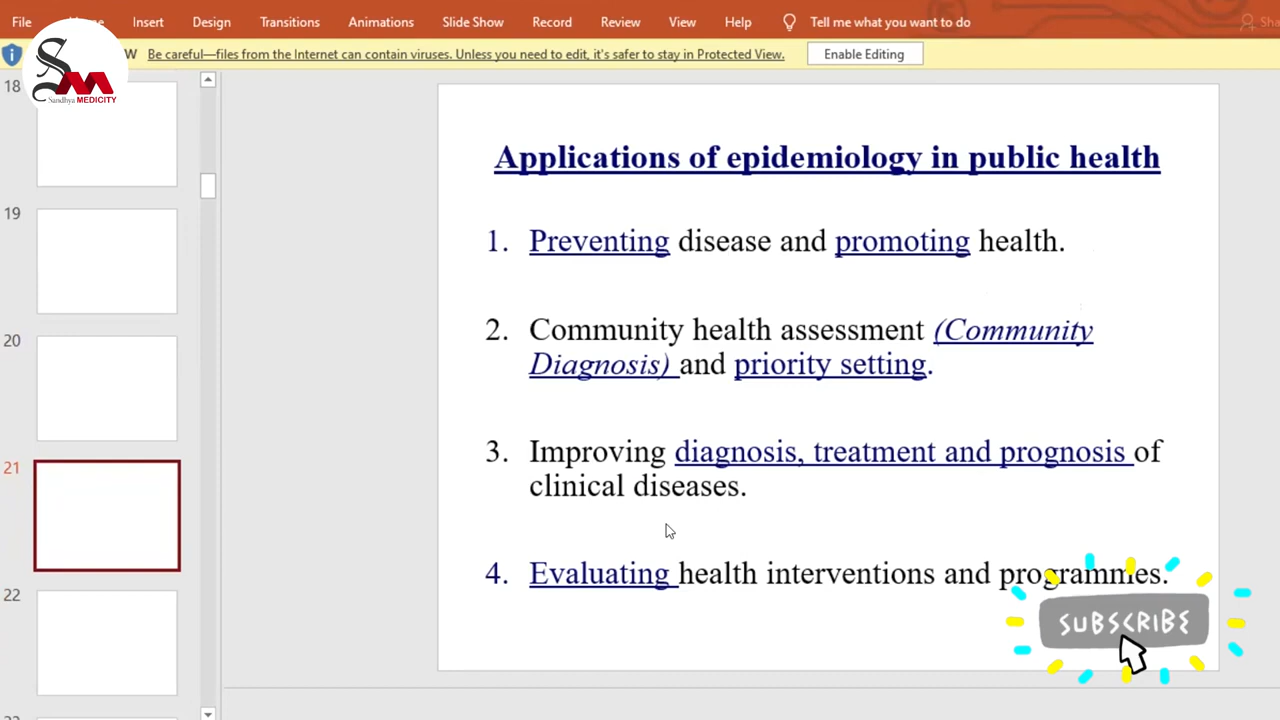 File Home Insert Design Transitions Animations Slide Show Record Review View Help Tell me what you want to do Sha
W Be careful—files from the Internet can contain viruses. Unless you need to edit, it's safer to stay in Protected View. Enable Editing
SM
Sandhya MEDICITY
18
19
20
21
22
Applications of epidemiology in public health
1. Preventing disease and promoting health.
2. Community health assessment (Community
Diagnosis) and priority setting.
3. Improving diagnosis, treatment and prognosis of
clinical diseases.
4. Evaluating health interventions and programmes.
SUBSCRIBE